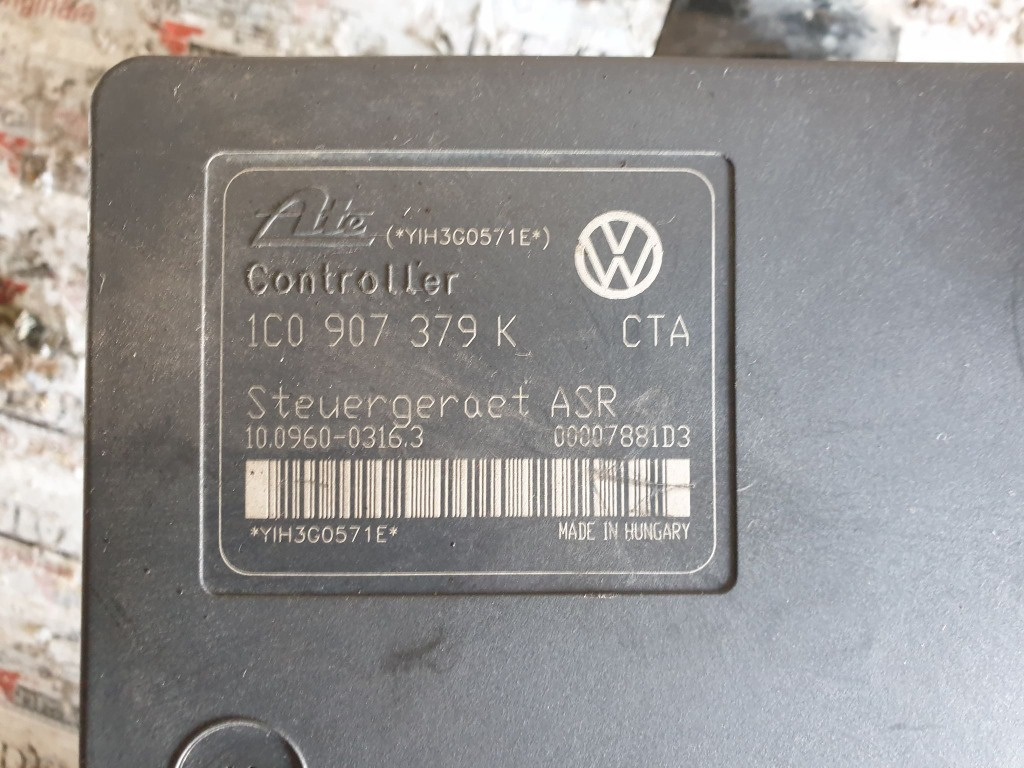 Ate (*YIH3G0571E*)
Controller
1C0 907 379 K CTA
Steuergeraet ASR
10.0960-0316.3 00007881D3
*YIH3G0571E* MADE IN HUNGARY